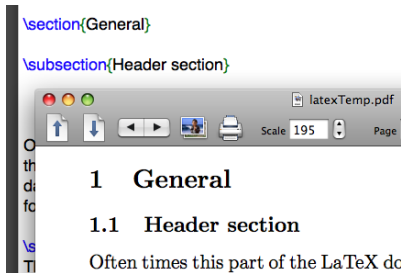 \section{General}
\subsection{Header section}
latexTemp.pdf
Scale 195 Page
1 General
1.1 Header section
Often times this part of the LaTeX do